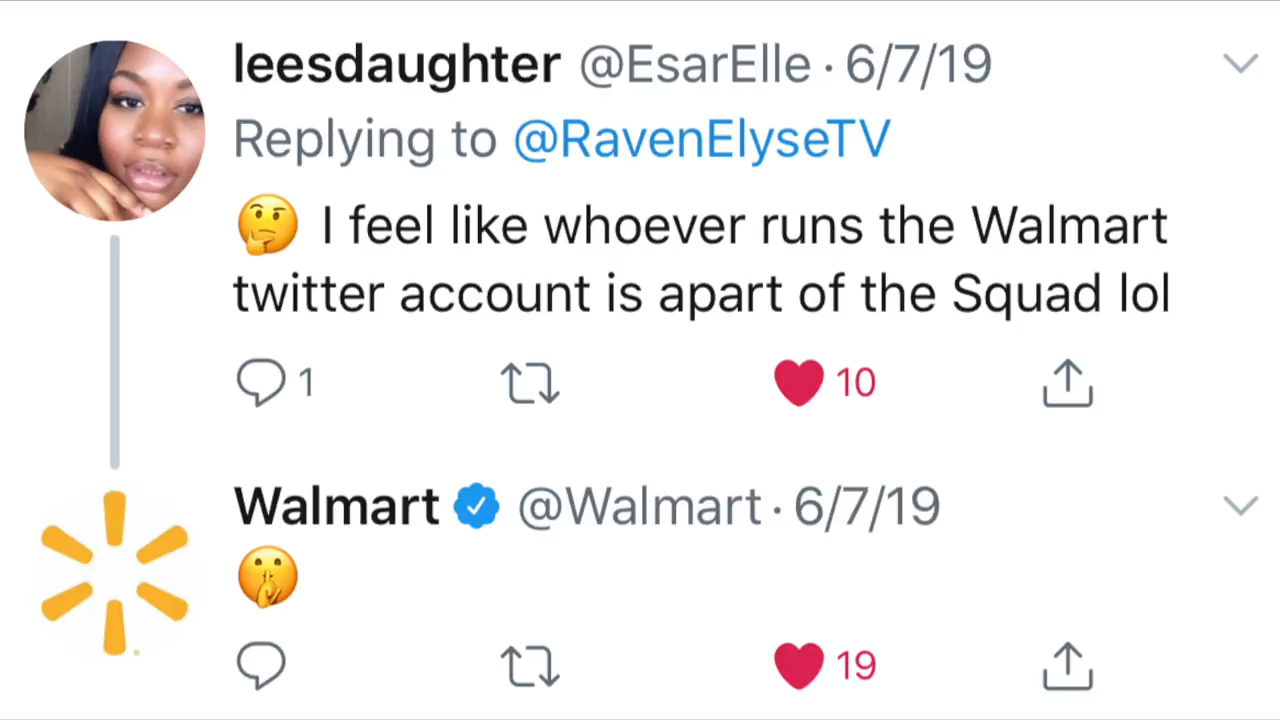 leesdaughter @EsarElle · 6/7/19
Replying to @RavenElyseTV
🤔 I feel like whoever runs the Walmart
twitter account is apart of the Squad lol
1 10
Walmart @Walmart · 6/7/19
🤫
19